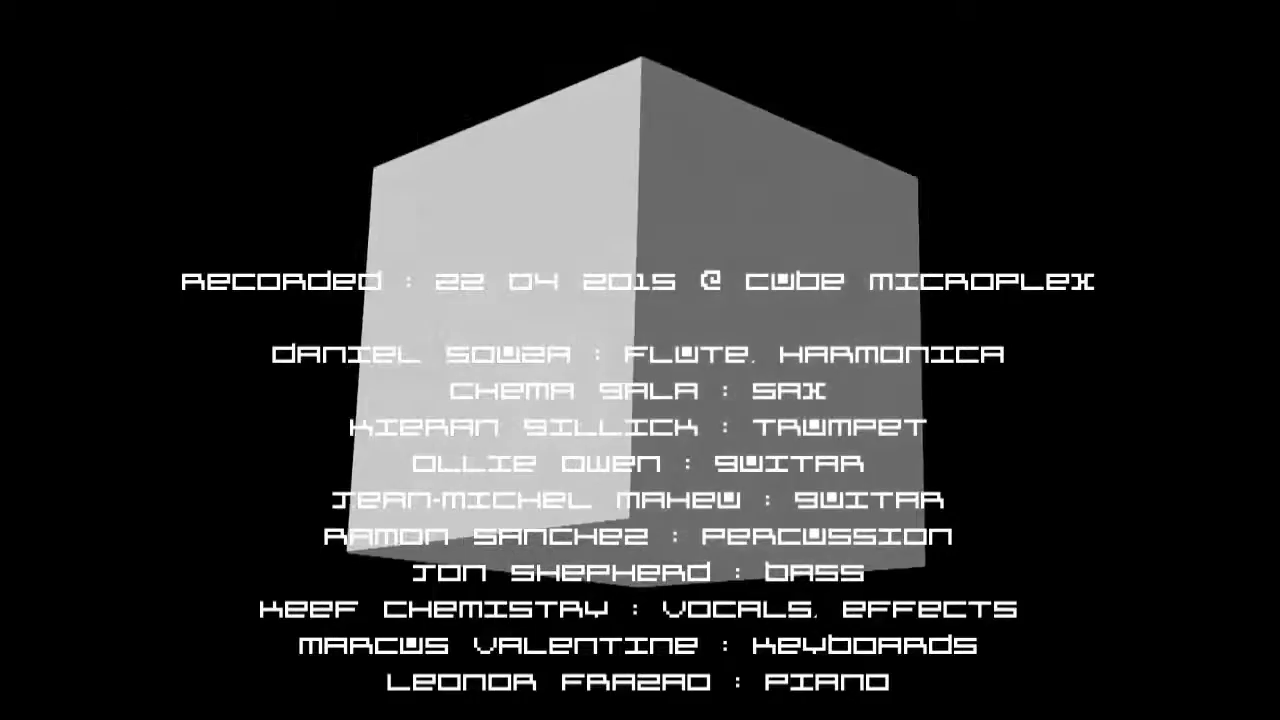 RECORDED : 22 04 2015 @ CUBE MICROPLEX
DANIEL SOUZA : FLUTE, HARMONICA
CHEMA GALA : SAX
KIERAN GILLICK : TRUMPET
OLLIE OWEN : GUITAR
JEAN-MICHEL MAHEU : GUITAR
RAMON SANCHEZ : PERCUSSION
JON SHEPHERD : BASS
KEEF CHEMISTRY : VOCALS, EFFECTS
MARCUS VALENTINE : KEYBOARDS
LEONOR FRAZAO : PIANO